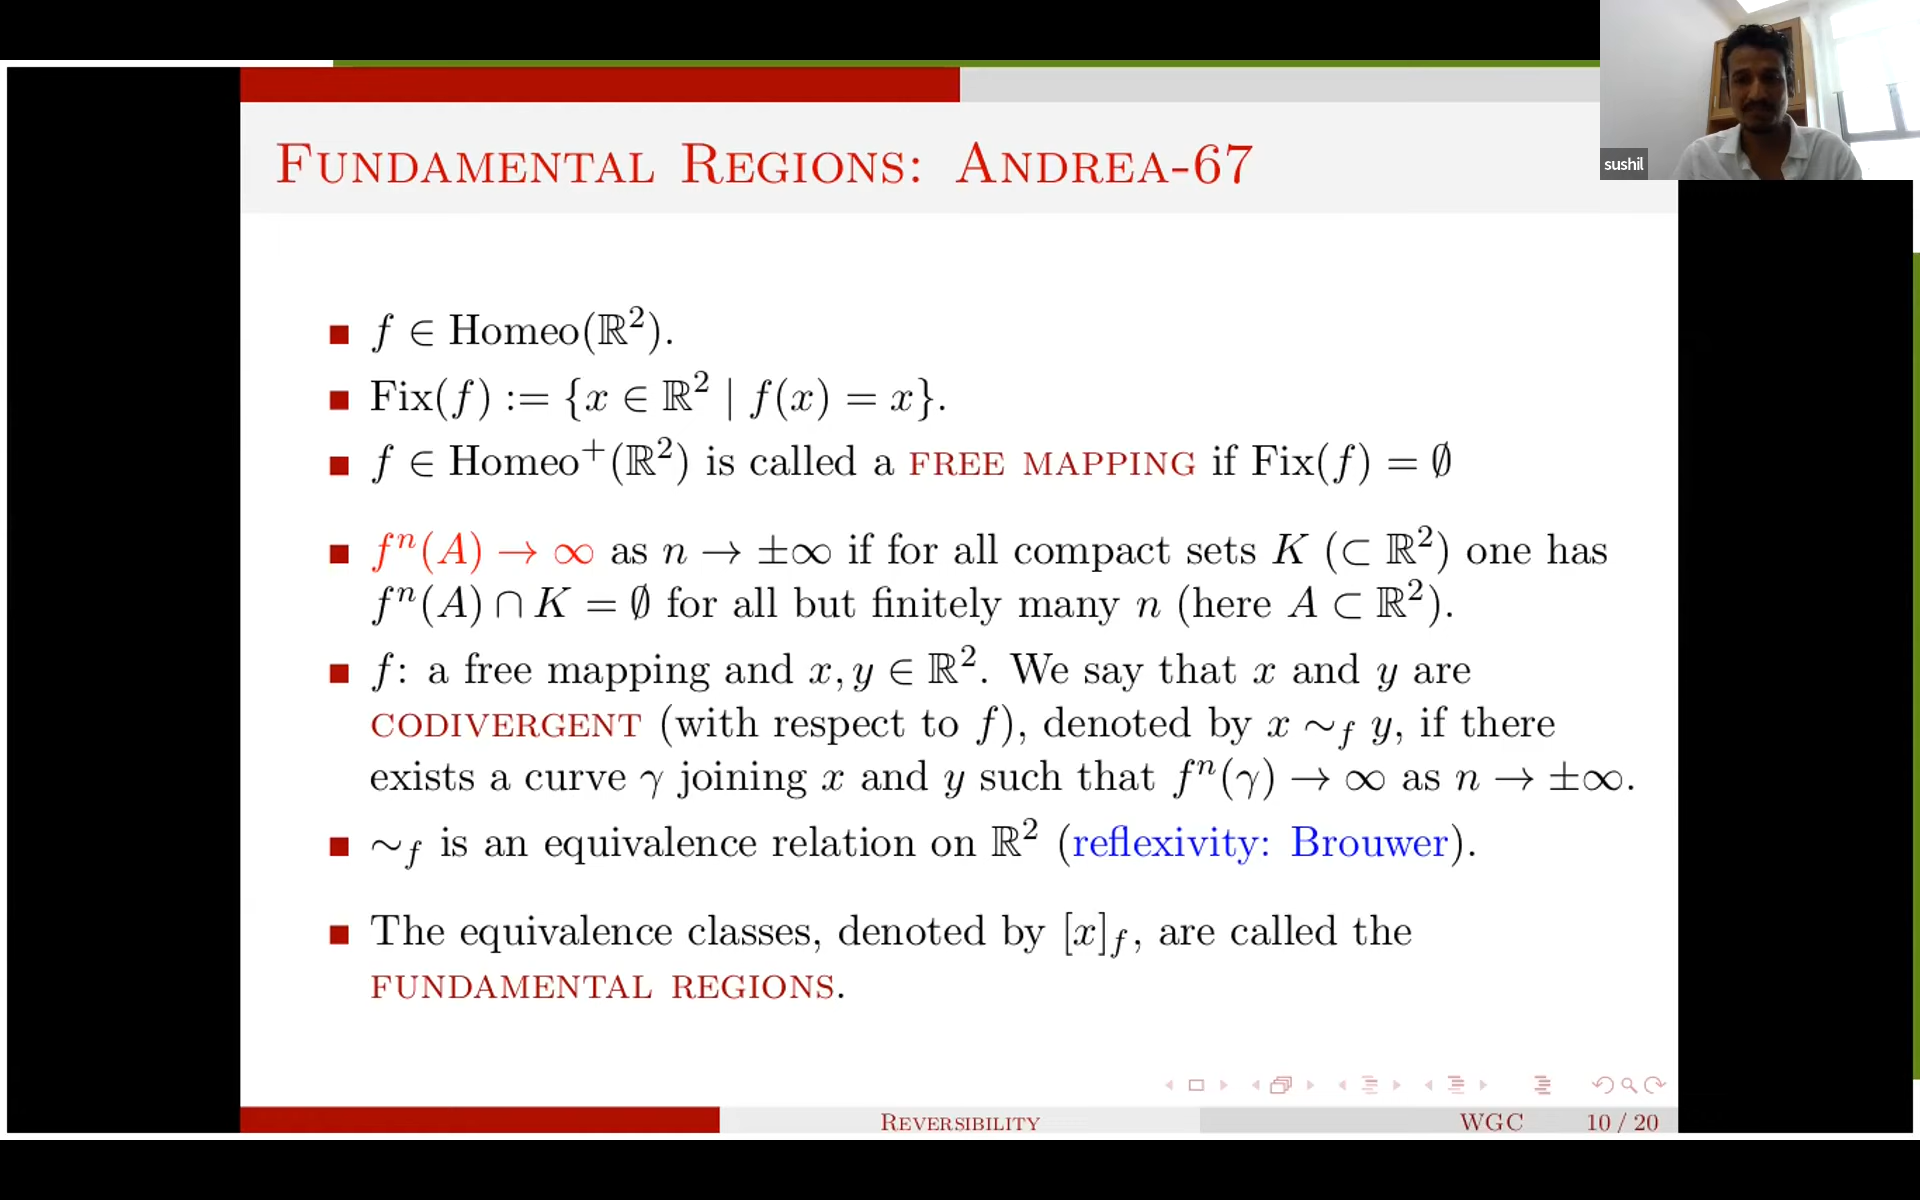 sushil
Fundamental Regions: Andrea-67
f ∈ Homeo(ℝ²).
Fix(f) := {x ∈ ℝ² | f(x) = x}.
f ∈ Homeo⁺(ℝ²) is called a free mapping if Fix(f) = ∅
fⁿ(A) → ∞ as n → ±∞ if for all compact sets K (⊂ ℝ²) one has
fⁿ(A) ∩ K = ∅ for all but finitely many n (here A ⊂ ℝ²).
f: a free mapping and x, y ∈ ℝ². We say that x and y are
codivergent (with respect to f), denoted by x ∼_f y, if there
exists a curve γ joining x and y such that fⁿ(γ) → ∞ as n → ±∞.
∼_f is an equivalence relation on ℝ² (reflexivity: Brouwer).
The equivalence classes, denoted by [x]_f, are called the
fundamental regions.
Reversibility WGC 10 / 20